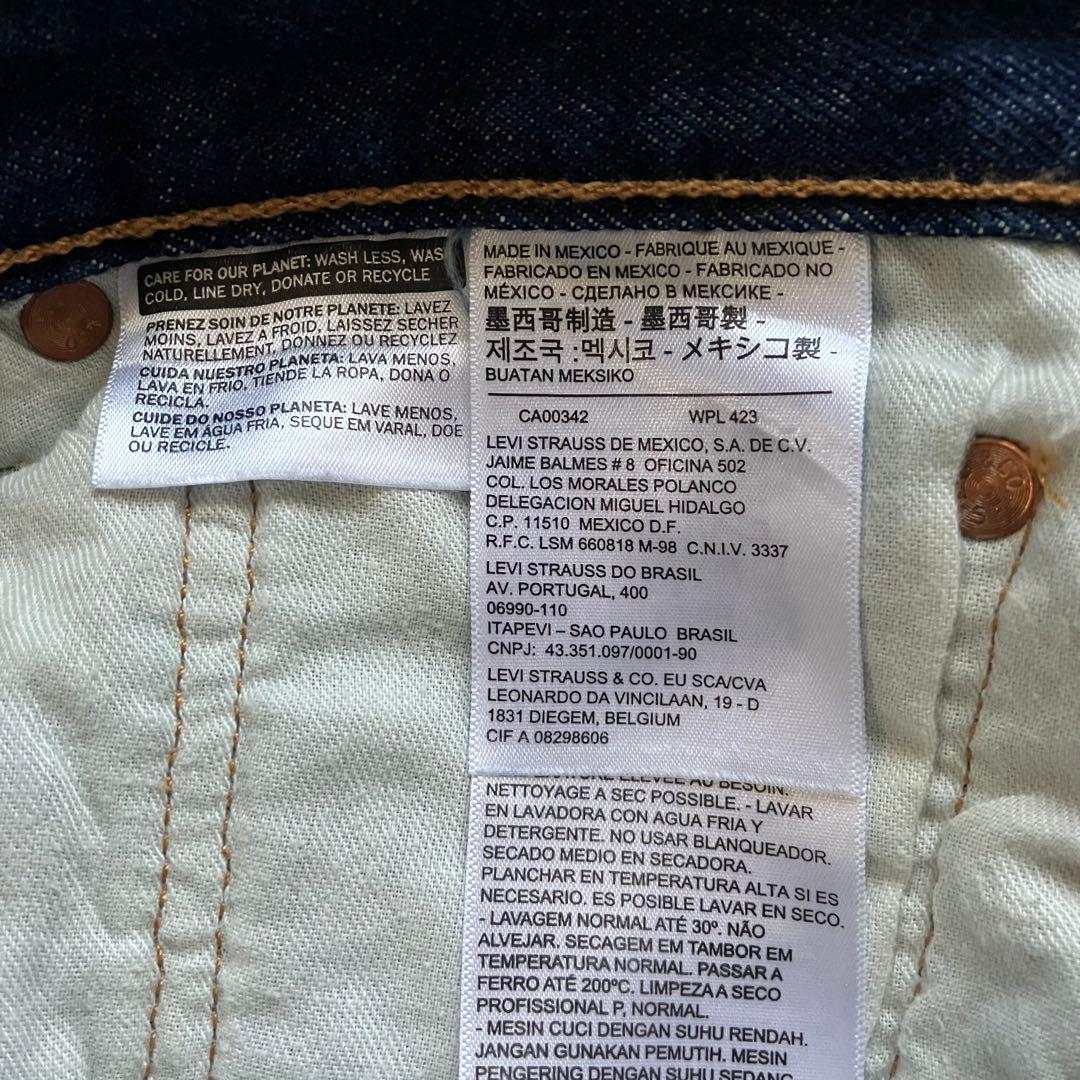 CARE FOR OUR PLANET: WASH LESS, WAS
COLD, LINE DRY, DONATE OR RECYCLE
PRENEZ SOIN DE NOTRE PLANETE: LAVEZ
MOINS, LAVEZ A FROID, LAISSEZ SECHER
NATURELLEMENT, DONNEZ OU RECYCLEZ
CUIDA NUESTRO PLANETA: LAVA MENOS,
LAVA EN FRIO, TIENDE LA ROPA, DONA O
RECICLA.
CUIDE DO NOSSO PLANETA: LAVE MENOS,
LAVE EM ÁGUA FRIA, SEQUE EM VARAL, DOE
OU RECICLE.
MADE IN MEXICO - FABRIQUE AU MEXIQUE -
FABRICADO EN MEXICO - FABRICADO NO
MÉXICO - СДЕЛАНО В МЕКСИКЕ -
墨西哥制造 - 墨西哥製 -
제조국 :멕시코 - メキシコ製 -
BUATAN MEKSIKO
CA00342 WPL 423
LEVI STRAUSS DE MEXICO, S.A. DE C.V.
JAIME BALMES # 8 OFICINA 502
COL. LOS MORALES POLANCO
DELEGACION MIGUEL HIDALGO
C.P. 11510 MEXICO D.F.
R.F.C. LSM 660818 M-98 C.N.I.V. 3337
LEVI STRAUSS DO BRASIL
AV. PORTUGAL, 400
06990-110
ITAPEVI – SAO PAULO BRASIL
CNPJ: 43.351.097/0001-90
LEVI STRAUSS & CO. EU SCA/CVA
LEONARDO DA VINCILAAN, 19 - D
1831 DIEGEM, BELGIUM
CIF A 08298606
ELEVEE AU BESOIN.
NETTOYAGE A SEC POSSIBLE. - LAVAR
EN LAVADORA CON AGUA FRIA Y
DETERGENTE. NO USAR BLANQUEADOR.
SECADO MEDIO EN SECADORA.
PLANCHAR EN TEMPERATURA ALTA SI ES
NECESARIO. ES POSIBLE LAVAR EN SECO.
- LAVAGEM NORMAL ATÉ 30º. NÃO
ALVEJAR. SECAGEM EM TAMBOR EM
TEMPERATURA NORMAL. PASSAR A
FERRO ATÉ 200ºC. LIMPEZA A SECO
PROFISSIONAL P, NORMAL.
- MESIN CUCI DENGAN SUHU RENDAH.
JANGAN GUNAKAN PEMUTIH. MESIN
PENGERING DENGAN SUHU SEDANG